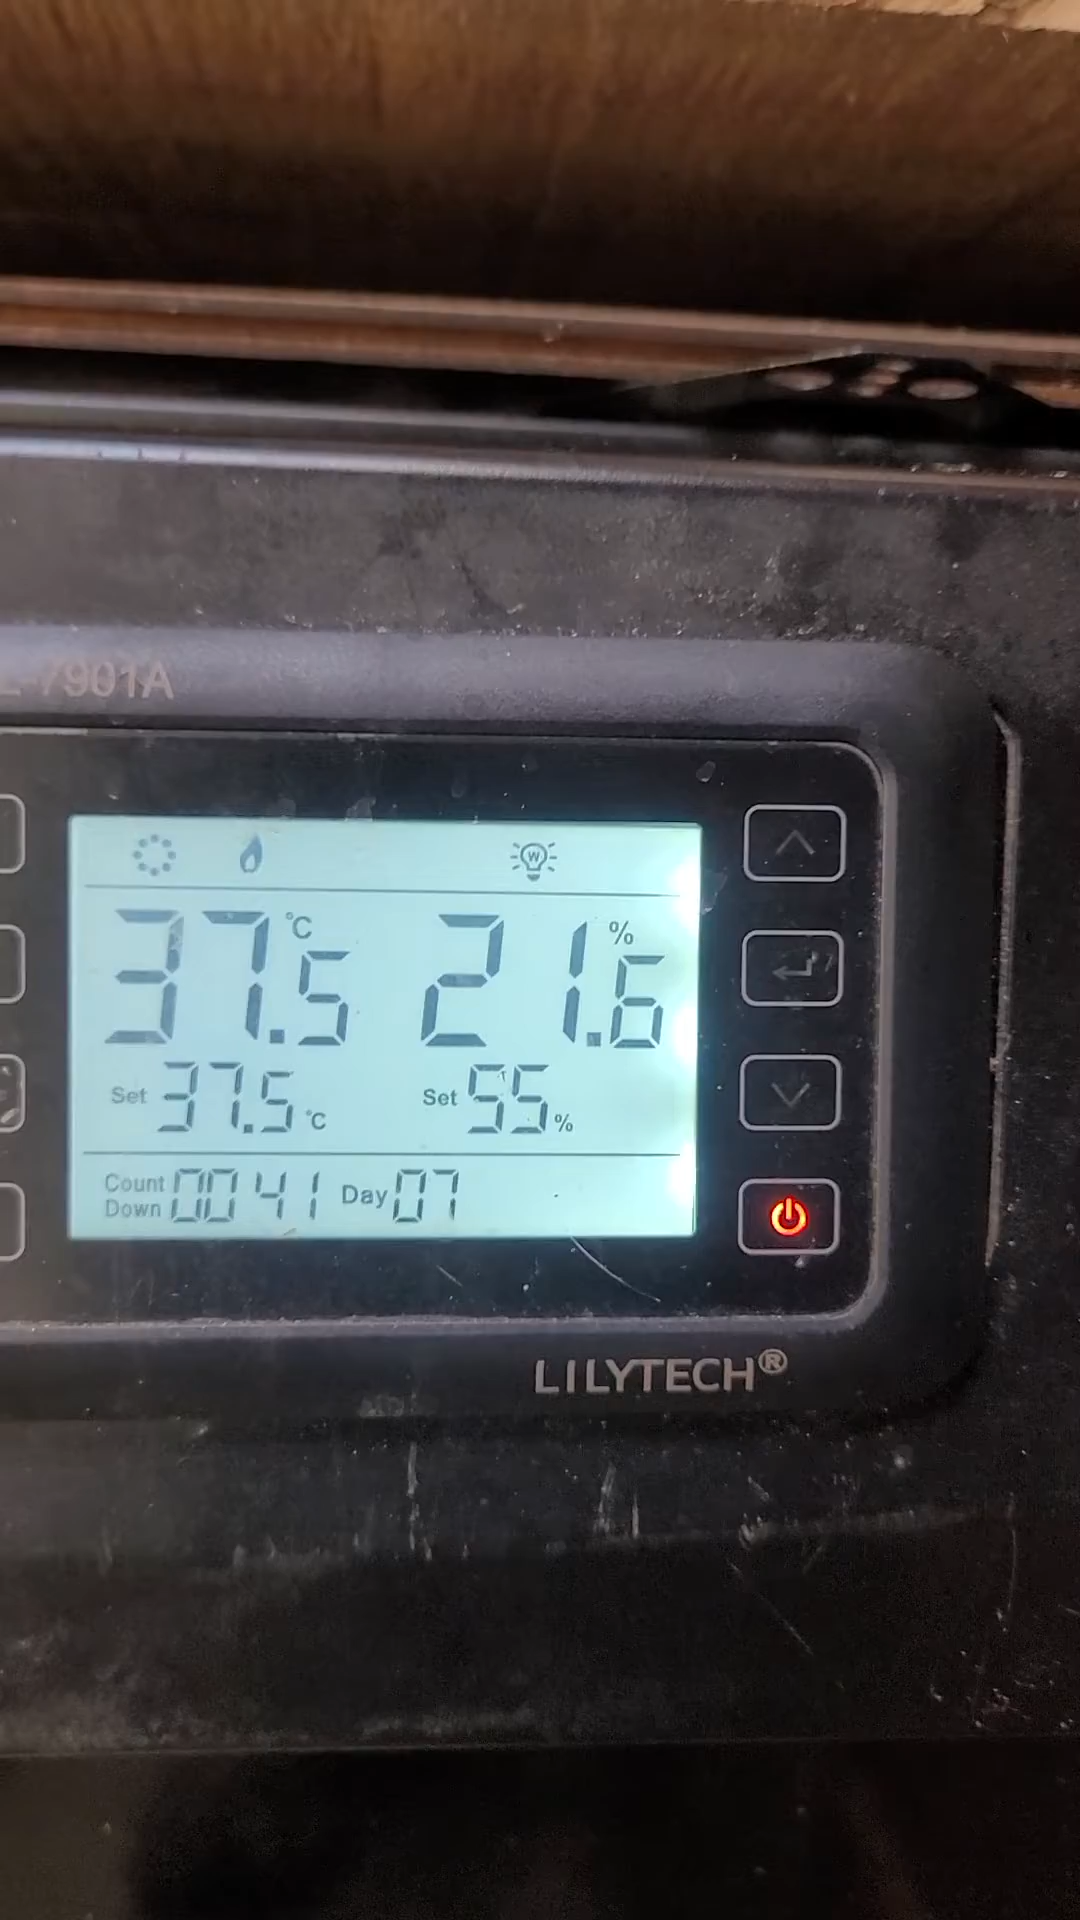 L-7901A
W
37.5 °C 21.6 %
Set 37.5 °C Set 55 %
Count Down 0041 Day 07
LILYTECH®